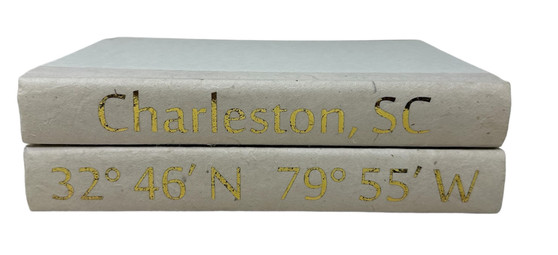 Charleston, SC
32° 46' N 79° 55' W